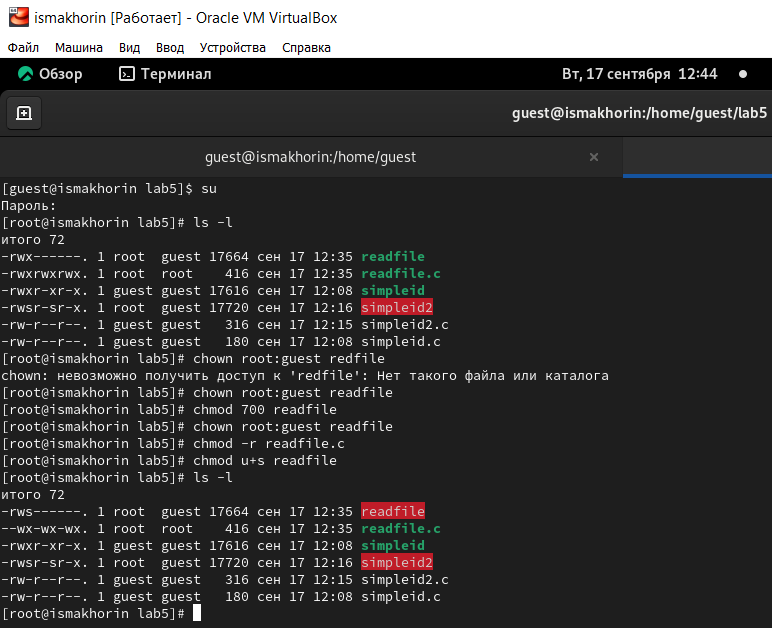 ismakhorin [Работает] - Oracle VM VirtualBox
Файл Машина Вид Ввод Устройства Справка
Обзор Терминал Вт, 17 сентября 12:44
guest@ismakhorin:/home/guest/lab5
guest@ismakhorin:/home/guest ×
[guest@ismakhorin lab5]$ su
Пароль:
[root@ismakhorin lab5]# ls -l
итого 72
-rwx------. 1 root  guest 17664 сен 17 12:35 readfile
-rwxrwxrwx. 1 root  root    416 сен 17 12:35 readfile.c
-rwxr-xr-x. 1 guest guest 17616 сен 17 12:08 simpleid
-rwsr-sr-x. 1 root  guest 17720 сен 17 12:16 simpleid2
-rw-r--r--. 1 guest guest   316 сен 17 12:15 simpleid2.c
-rw-r--r--. 1 guest guest   180 сен 17 12:08 simpleid.c
[root@ismakhorin lab5]# chown root:guest redfile
chown: невозможно получить доступ к 'redfile': Нет такого файла или каталога
[root@ismakhorin lab5]# chown root:guest readfile
[root@ismakhorin lab5]# chmod 700 readfile
[root@ismakhorin lab5]# chown root:guest readfile
[root@ismakhorin lab5]# chmod -r readfile.c
[root@ismakhorin lab5]# chmod u+s readfile
[root@ismakhorin lab5]# ls -l
итого 72
-rws------. 1 root  guest 17664 сен 17 12:35 readfile
--wx-wx-wx. 1 root  root    416 сен 17 12:35 readfile.c
-rwxr-xr-x. 1 guest guest 17616 сен 17 12:08 simpleid
-rwsr-sr-x. 1 root  guest 17720 сен 17 12:16 simpleid2
-rw-r--r--. 1 guest guest   316 сен 17 12:15 simpleid2.c
-rw-r--r--. 1 guest guest   180 сен 17 12:08 simpleid.c
[root@ismakhorin lab5]#